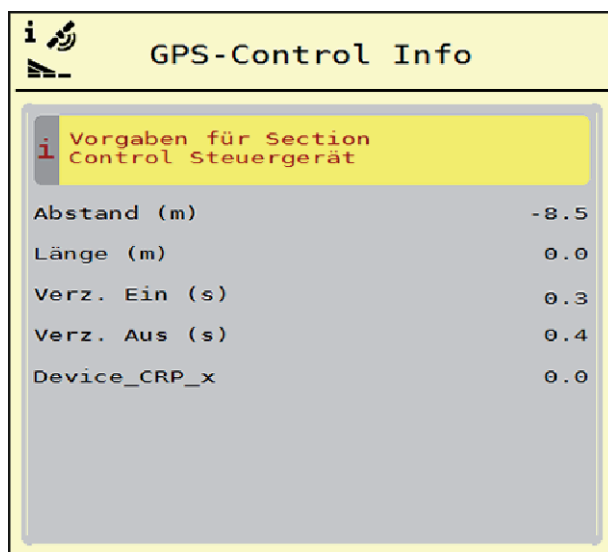 i
GPS-Control Info
i
Vorgaben für Section
Control Steuergerät
Abstand (m) -8.5
Länge (m) 0.0
Verz. Ein (s) 0.3
Verz. Aus (s) 0.4
Device_CRP_x 0.0